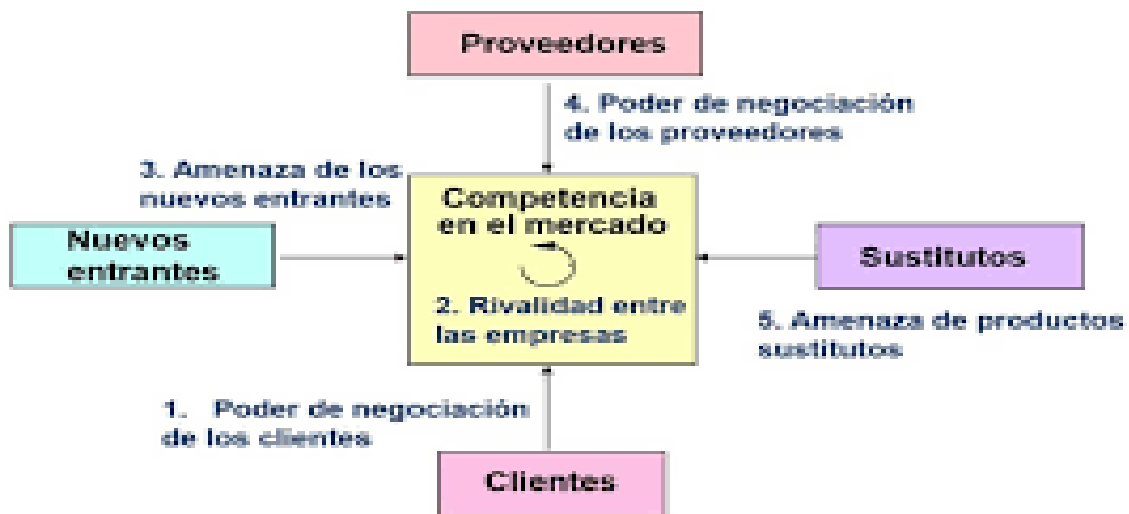 Proveedores
4. Poder de negociación
de los proveedores
3. Amenaza de los
nuevos entrantes
Nuevos
entrantes
Competencia
en el mercado
2. Rivalidad entre
las empresas
Sustitutos
5. Amenaza de productos
sustitutos
1. Poder de negociación
de los clientes
Clientes